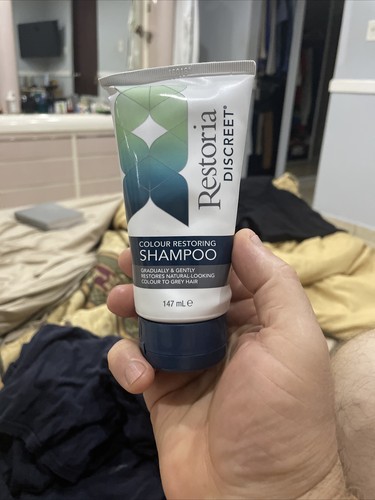 Restoria
DISCREET®
COLOUR RESTORING
SHAMPOO
GRADUALLY & GENTLY
RESTORES NATURAL-LOOKING
COLOUR TO GREY HAIR
147 mL ℮